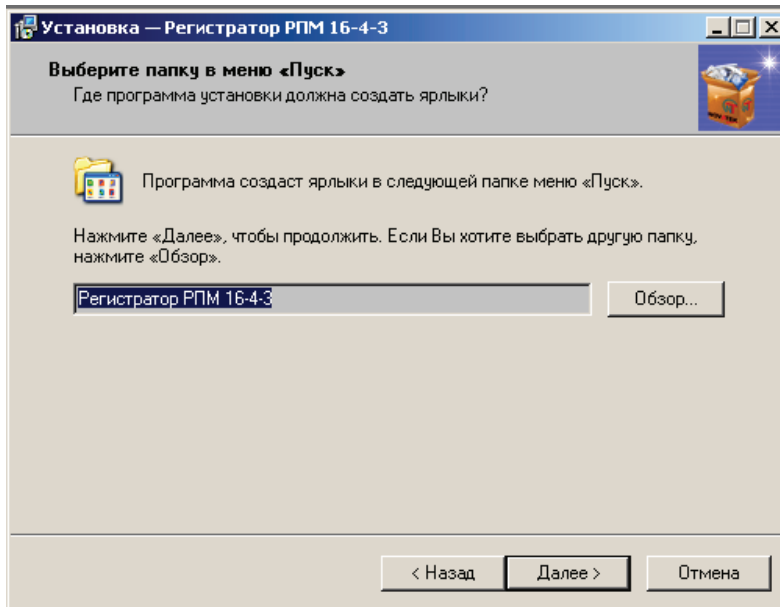 Установка — Регистратор РПМ 16-4-3
Выберите папку в меню «Пуск»
Где программа установки должна создать ярлыки?
Программа создаст ярлыки в следующей папке меню «Пуск».
Нажмите «Далее», чтобы продолжить. Если Вы хотите выбрать другую папку,
нажмите «Обзор».
Регистратор РПМ 16-4-3
Обзор...
< Назад
Далее >
Отмена